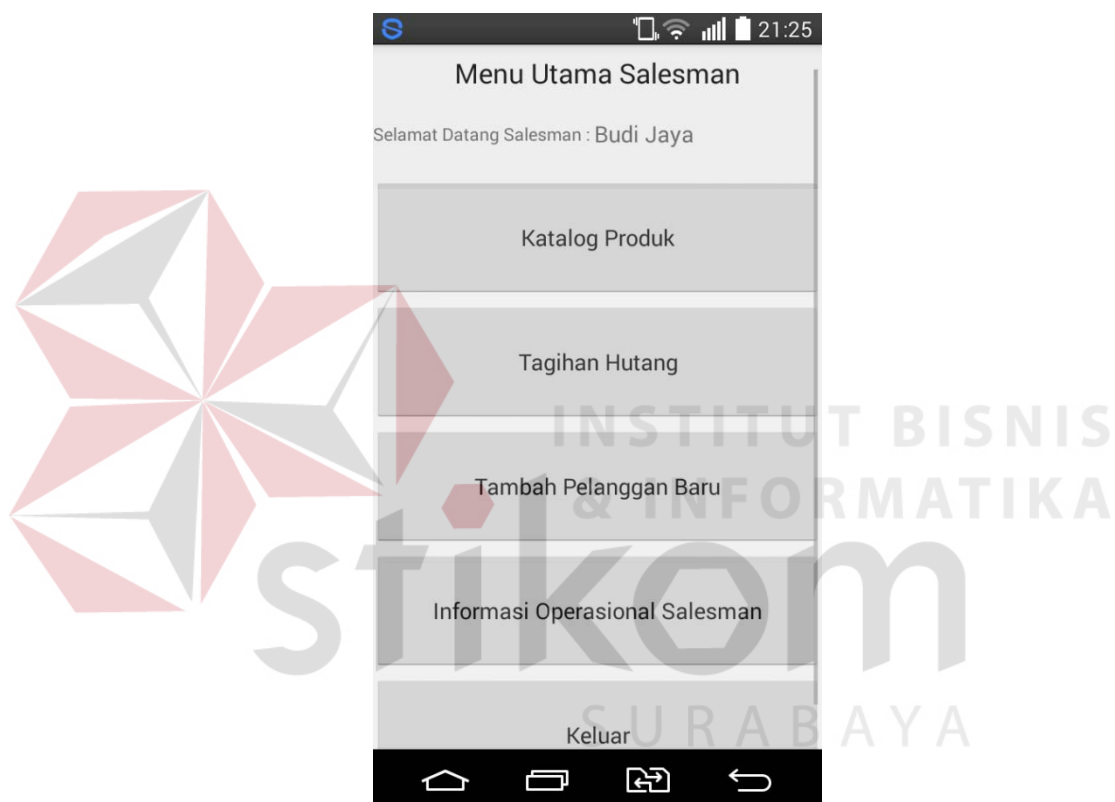 21:25
Menu Utama Salesman
Selamat Datang Salesman : Budi Jaya
Katalog Produk
Tagihan Hutang
INSTITUT BISNIS
Tambah Pelanggan Baru
& INFORMATIKA
stikom
Informasi Operasional Salesman
SURABAYA
Keluar